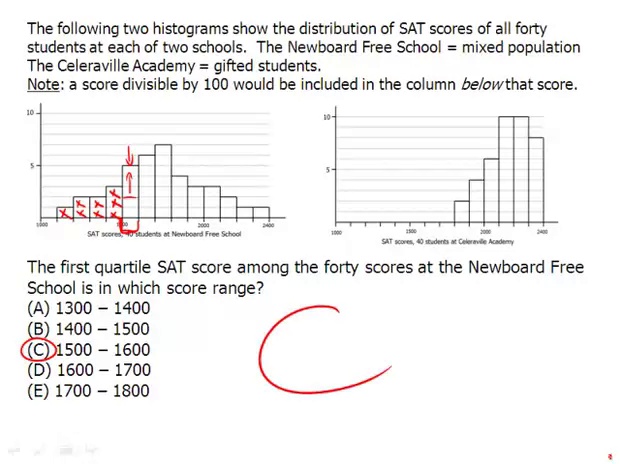 The following two histograms show the distribution of SAT scores of all forty
students at each of two schools.  The Newboard Free School = mixed population
The Celeraville Academy = gifted students.
Note: a score divisible by 100 would be included in the column below that score.
10
5
1000
2000
2400
SAT scores, 40 students at Newboard Free School
10
5
1000
1500
2000
2400
SAT scores, 40 students at Celeraville Academy
The first quartile SAT score among the forty scores at the Newboard Free
School is in which score range?
(A) 1300 – 1400
(B) 1400 – 1500
(C) 1500 – 1600
(D) 1600 – 1700
(E) 1700 – 1800
C